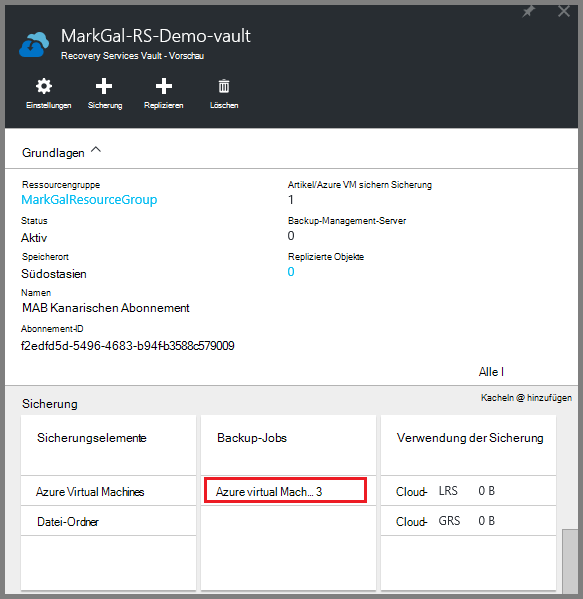 MarkGal-RS-Demo-vault
Recovery Services Vault - Vorschau
Einstellungen Sicherung Replizieren Löschen
Grundlagen
Ressourcengruppe Artikel/Azure VM sichern Sicherung
MarkGalResourceGroup 1
Status Backup-Management-Server
Aktiv 0
Speicherort Replizierte Objekte
Südostasien 0
Namen
MAB Kanarischen Abonnement
Abonnement-ID
f2edfd5d-5496-4683-b94fb3588c579009
Alle I
Sicherung Kacheln @ hinzufügen
Sicherungselemente Backup-Jobs Verwendung der Sicherung
Azure Virtual Machines Azure virtual Mach... 3 Cloud- LRS 0 B
Datei-Ordner Cloud- GRS 0 B